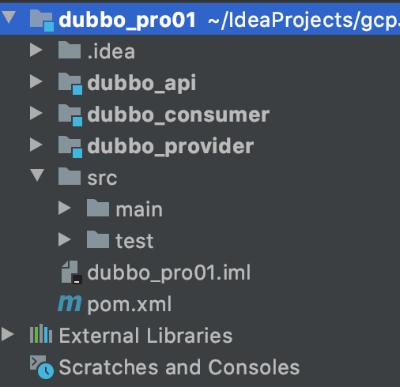 dubbo_pro01 ~/IdeaProjects/gcp
.idea
dubbo_api
dubbo_consumer
dubbo_provider
src
main
test
dubbo_pro01.iml
pom.xml
External Libraries
Scratches and Consoles